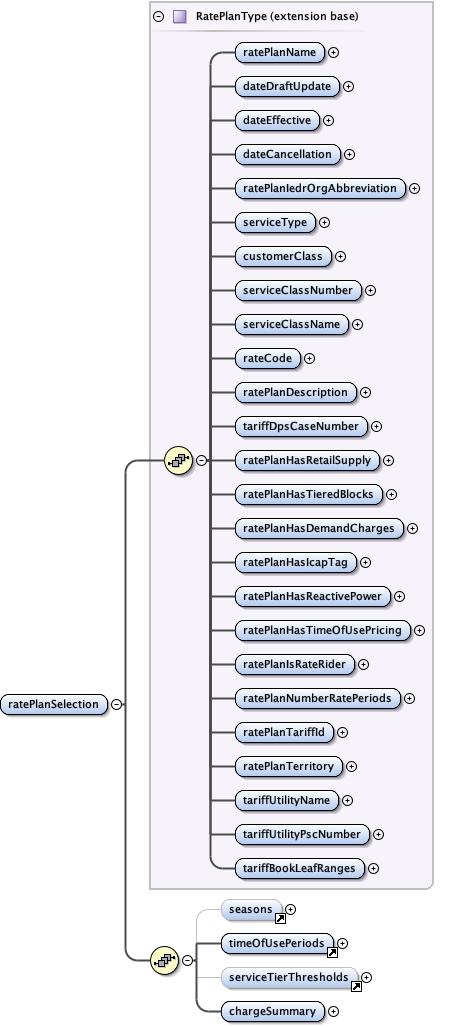 RatePlanType (extension base)
ratePlanName
dateDraftUpdate
dateEffective
dateCancellation
ratePlanIedrOrgAbbreviation
serviceType
customerClass
serviceClassNumber
serviceClassName
rateCode
ratePlanDescription
tariffDpsCaseNumber
ratePlanHasRetailSupply
ratePlanHasTieredBlocks
ratePlanHasDemandCharges
ratePlanHasIcapTag
ratePlanHasReactivePower
ratePlanHasTimeOfUsePricing
ratePlanIsRateRider
ratePlanSelection
ratePlanNumberRatePeriods
ratePlanTariffId
ratePlanTerritory
tariffUtilityName
tariffUtilityPscNumber
tariffBookLeafRanges
seasons
timeOfUsePeriods
serviceTierThresholds
chargeSummary